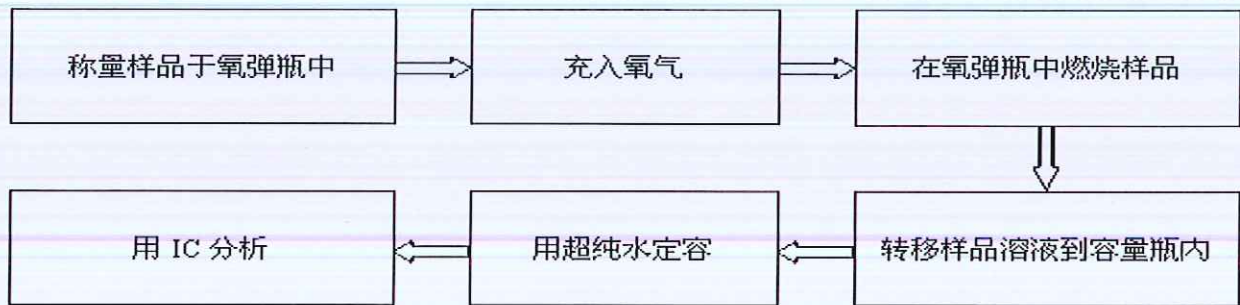 称量样品于氧弹瓶中
充入氧气
在氧弹瓶中燃烧样品
转移样品溶液到容量瓶内
用超纯水定容
用 IC 分析